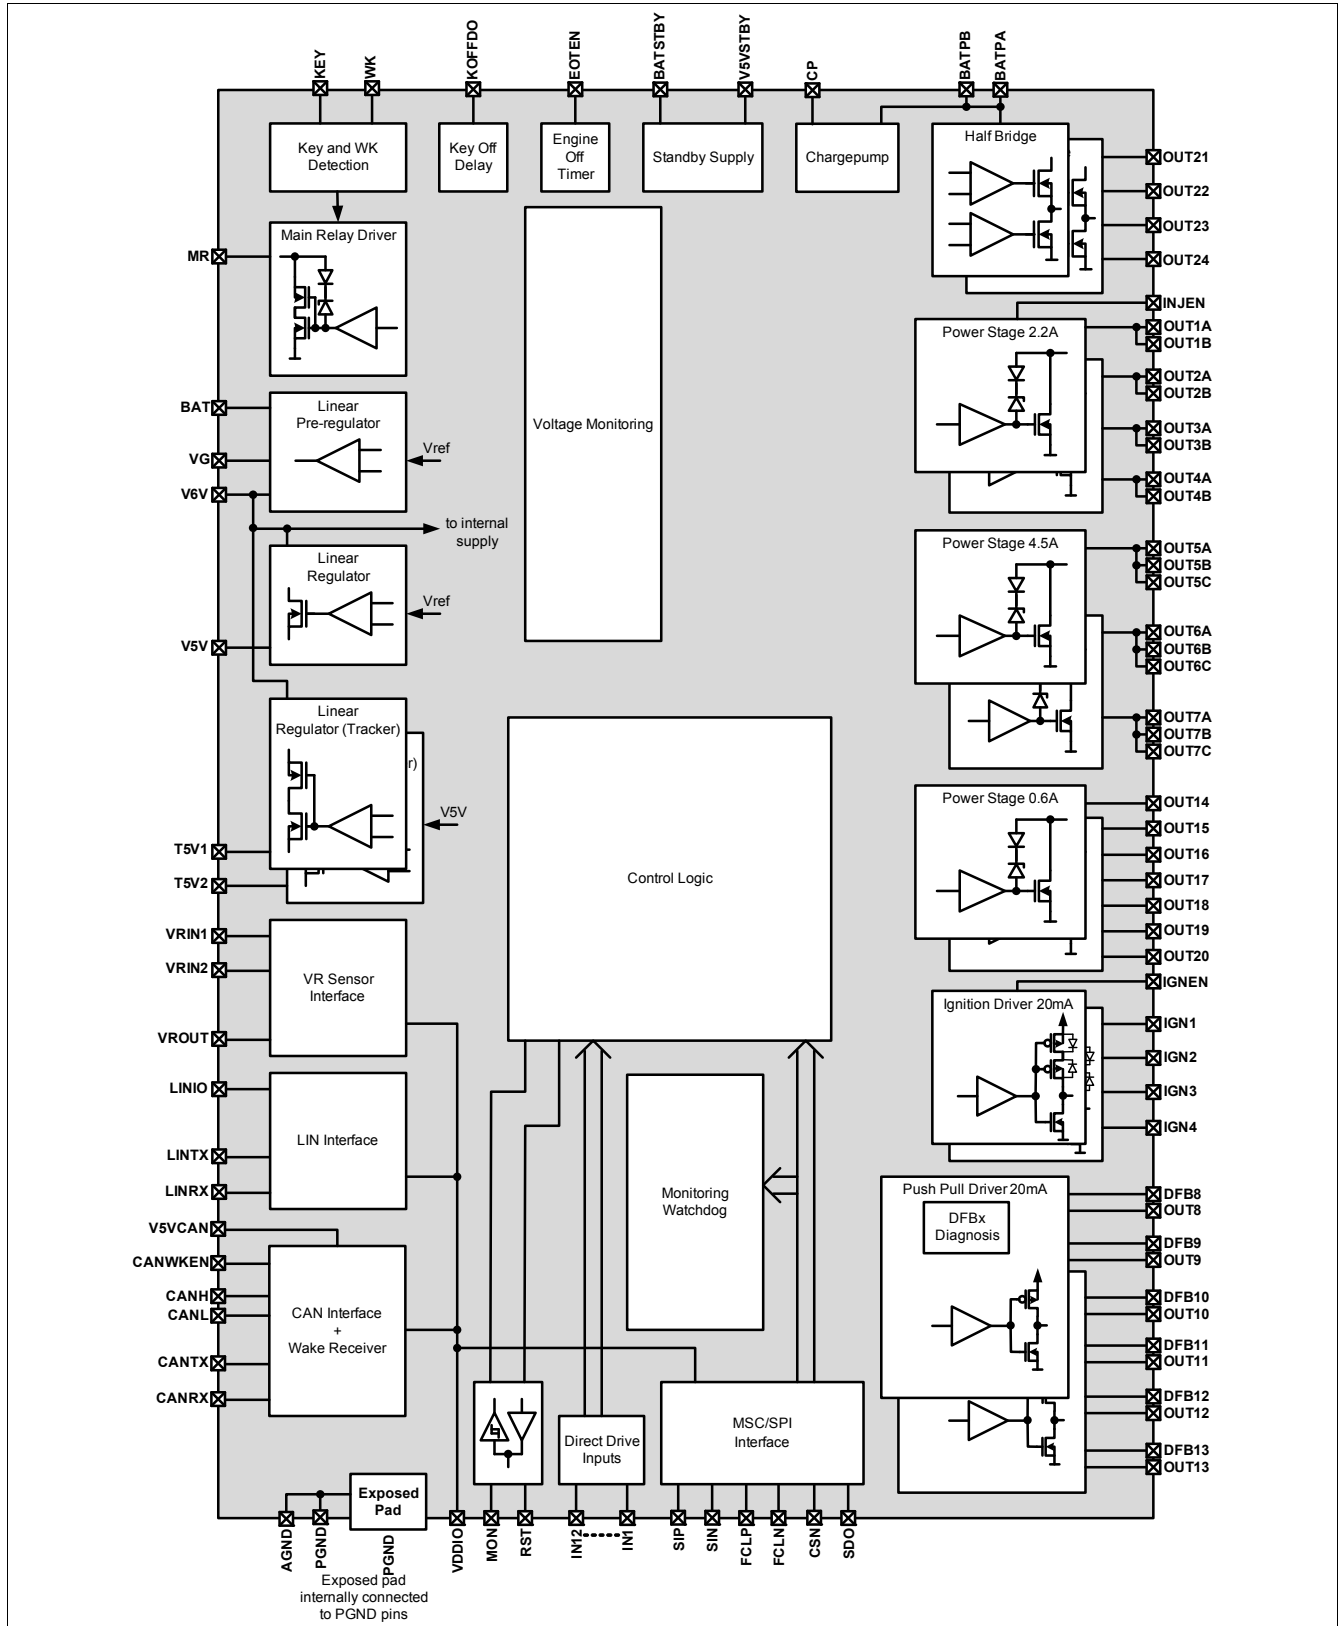 KEY
WK
KOFFDO
EOTEN
BATSTBY
V5VSTBY
CP
BATPB
BATPA
Key and WK
Detection
Key Off
Delay
Engine
Off
Timer
Standby Supply
Chargepump
Half Bridge
OUT21
OUT22
OUT23
OUT24
MR
Main Relay Driver
INJEN
Power Stage 2.2A
OUT1A
OUT1B
OUT2A
OUT2B
OUT3A
OUT3B
OUT4A
OUT4B
BAT
VG
V6V
Linear
Pre-regulator
Vref
to internal
supply
Voltage Monitoring
Linear
Regulator
Vref
V5V
Power Stage 4.5A
OUT5A
OUT5B
OUT5C
OUT6A
OUT6B
OUT6C
OUT7A
OUT7B
OUT7C
Linear
Regulator (Tracker)
r)
V5V
T5V1
T5V2
Control Logic
Power Stage 0.6A
OUT14
OUT15
OUT16
OUT17
OUT18
OUT19
OUT20
VRIN1
VRIN2
VROUT
VR Sensor
Interface
IGNEN
Ignition Driver 20mA
IGN1
IGN2
IGN3
IGN4
LINIO
LINTX
LINRX
LIN Interface
Monitoring
Watchdog
Push Pull Driver 20mA
DFBx
Diagnosis
DFB8
OUT8
DFB9
OUT9
DFB10
OUT10
DFB11
OUT11
DFB12
OUT12
DFB13
OUT13
V5VCAN
CANWKEN
CANH
CANL
CANTX
CANRX
CAN Interface
+
Wake Receiver
Direct Drive
Inputs
MSC/SPI
Interface
Exposed
Pad
AGND
PGND
PGND
VDDIO
MON
RST
IN12
IN1
SIP
SIN
FCLP
FCLN
CSN
SDO
Exposed pad
internally connected
to PGND pins